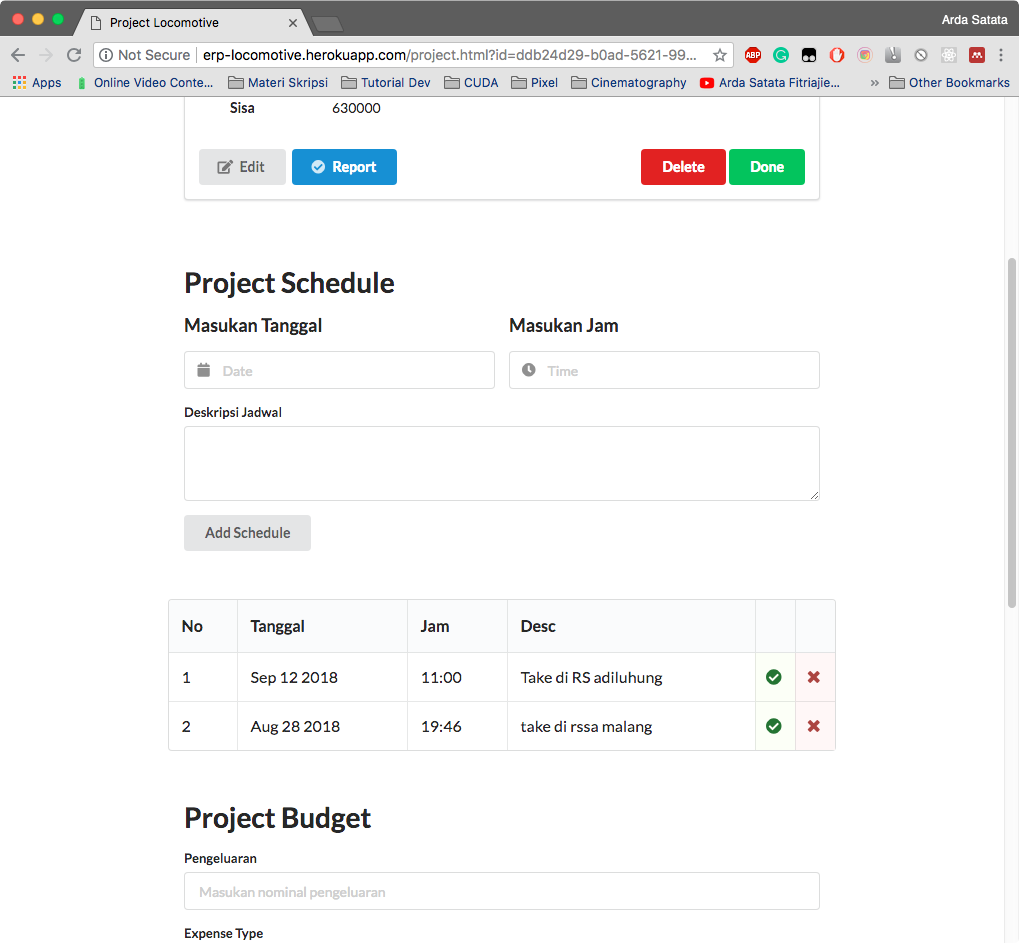 Project Locomotive
Arda Satata
Not Secure erp-locomotive.herokuapp.com/project.html?id=ddb24d29-b0ad-5621-99...
ABP
Apps Online Video Conte... Materi Skripsi Tutorial Dev CUDA Pixel Cinematography Arda Satata Fitriajie... » Other Bookmarks
Sisa 630000
Edit Report Delete Done
Project Schedule
Masukan Tanggal Masukan Jam
Date Time
Deskripsi Jadwal
Add Schedule
No Tanggal Jam Desc
1 Sep 12 2018 11:00 Take di RS adiluhung
2 Aug 28 2018 19:46 take di rssa malang
Project Budget
Pengeluaran
Masukan nominal pengeluaran
Expense Type